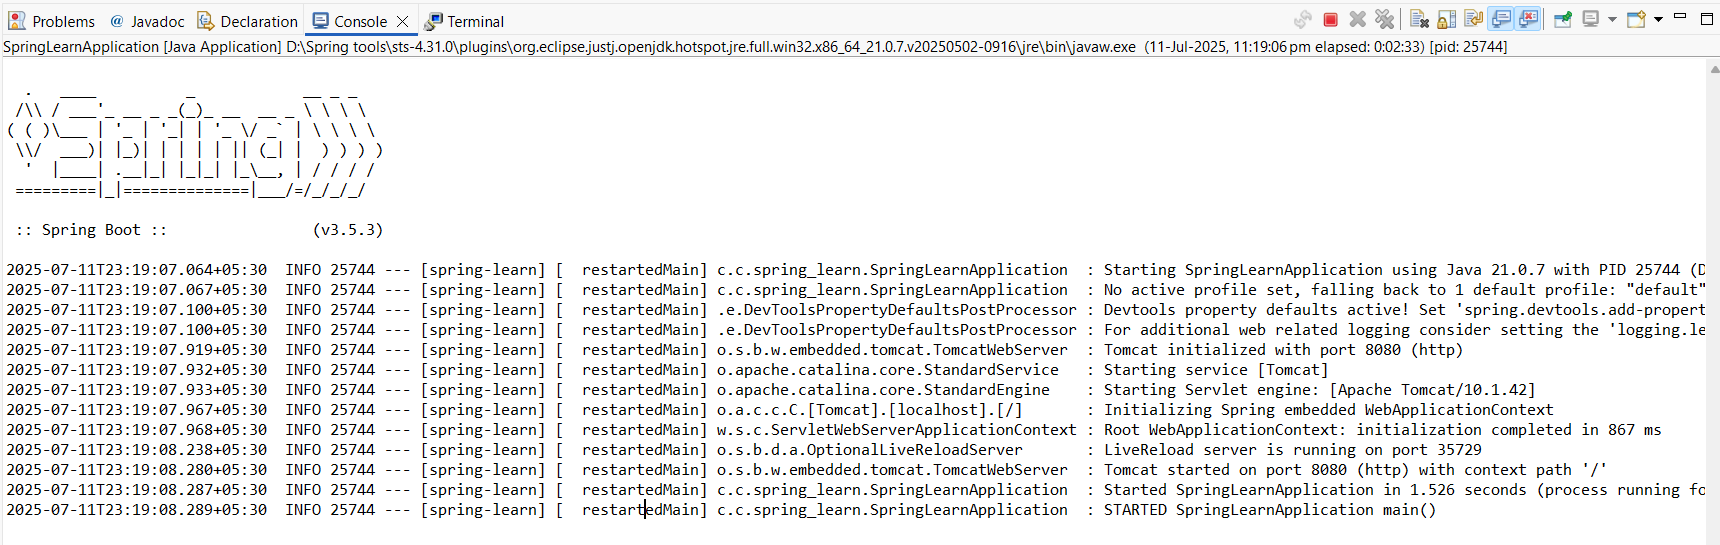 Problems @ Javadoc Declaration Console Terminal
SpringLearnApplication [Java Application] D:\Spring tools\sts-4.31.0\plugins\org.eclipse.justj.openjdk.hotspot.jre.full.win32.x86_64_21.0.7.v20250502-0916\jre\bin\javaw.exe (11-Jul-2025, 11:19:06 pm elapsed: 0:02:33) [pid: 25744]
  .   ____          _            __ _ _
 /\\ / ___'_ __ _ _(_)_ __  __ _ \ \ \ \
( ( )\___ | '_ | '_| | '_ \/ _` | \ \ \ \
 \\/  ___)| |_)| | | | | || (_| |  ) ) ) )
  '  |____| .__|_| |_|_| |_\__, | / / / /
 =========|_|==============|___/=/_/_/_/
 :: Spring Boot ::                (v3.5.3)
2025-07-11T23:19:07.064+05:30  INFO 25744 --- [spring-learn] [  restartedMain] c.c.spring_learn.SpringLearnApplication  : Starting SpringLearnApplication using Java 21.0.7 with PID 25744 (D
2025-07-11T23:19:07.067+05:30  INFO 25744 --- [spring-learn] [  restartedMain] c.c.spring_learn.SpringLearnApplication  : No active profile set, falling back to 1 default profile: "default"
2025-07-11T23:19:07.100+05:30  INFO 25744 --- [spring-learn] [  restartedMain] .e.DevToolsPropertyDefaultsPostProcessor : Devtools property defaults active! Set 'spring.devtools.add-propert
2025-07-11T23:19:07.100+05:30  INFO 25744 --- [spring-learn] [  restartedMain] .e.DevToolsPropertyDefaultsPostProcessor : For additional web related logging consider setting the 'logging.le
2025-07-11T23:19:07.919+05:30  INFO 25744 --- [spring-learn] [  restartedMain] o.s.b.w.embedded.tomcat.TomcatWebServer  : Tomcat initialized with port 8080 (http)
2025-07-11T23:19:07.932+05:30  INFO 25744 --- [spring-learn] [  restartedMain] o.apache.catalina.core.StandardService   : Starting service [Tomcat]
2025-07-11T23:19:07.933+05:30  INFO 25744 --- [spring-learn] [  restartedMain] o.apache.catalina.core.StandardEngine    : Starting Servlet engine: [Apache Tomcat/10.1.42]
2025-07-11T23:19:07.967+05:30  INFO 25744 --- [spring-learn] [  restartedMain] o.a.c.c.C.[Tomcat].[localhost].[/]       : Initializing Spring embedded WebApplicationContext
2025-07-11T23:19:07.968+05:30  INFO 25744 --- [spring-learn] [  restartedMain] w.s.c.ServletWebServerApplicationContext : Root WebApplicationContext: initialization completed in 867 ms
2025-07-11T23:19:08.238+05:30  INFO 25744 --- [spring-learn] [  restartedMain] o.s.b.d.a.OptionalLiveReloadServer       : LiveReload server is running on port 35729
2025-07-11T23:19:08.280+05:30  INFO 25744 --- [spring-learn] [  restartedMain] o.s.b.w.embedded.tomcat.TomcatWebServer  : Tomcat started on port 8080 (http) with context path '/'
2025-07-11T23:19:08.287+05:30  INFO 25744 --- [spring-learn] [  restartedMain] c.c.spring_learn.SpringLearnApplication  : Started SpringLearnApplication in 1.526 seconds (process running fo
2025-07-11T23:19:08.289+05:30  INFO 25744 --- [spring-learn] [  restartedMain] c.c.spring_learn.SpringLearnApplication  : STARTED SpringLearnApplication main()